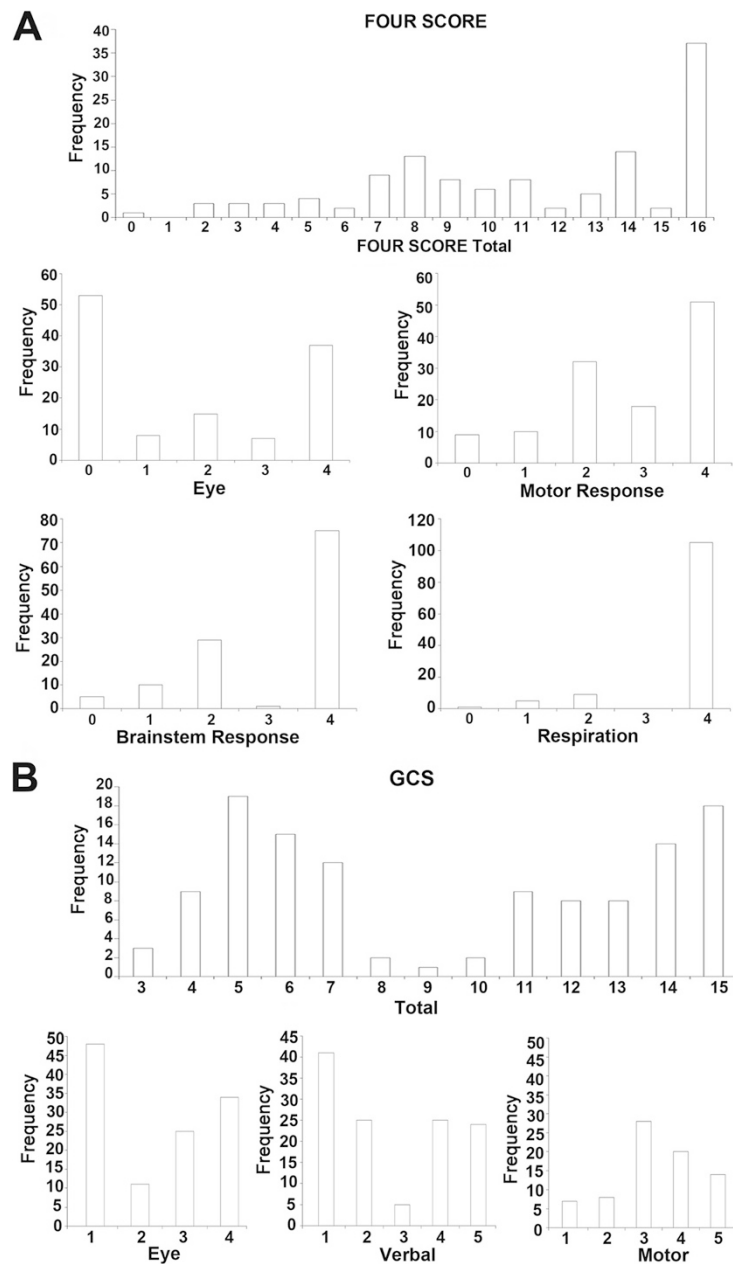 A
FOUR SCORE
Frequency
40
35
30
25
20
15
10
5
0
0 1 2 3 4 5 6 7 8 9 10 11 12 13 14 15 16
FOUR SCORE Total
Frequency
60
50
40
30
20
10
0
0 1 2 3 4
Eye
Frequency
60
50
40
30
20
10
0
0 1 2 3 4
Motor Response
Frequency
80
70
60
50
40
30
20
10
0
0 1 2 3 4
Brainstem Response
Frequency
120
100
80
60
40
20
0
0 1 2 3 4
Respiration
B
GCS
Frequency
20
18
16
14
12
10
8
6
4
2
0
3 4 5 6 7 8 9 10 11 12 13 14 15
Total
Frequency
50
45
40
35
30
25
20
15
10
5
0
1 2 3 4
Eye
Frequency
45
40
35
30
25
20
15
10
5
0
1 2 3 4 5
Verbal
Frequency
50
45
40
35
30
25
20
15
10
5
0
1 2 3 4 5
Motor